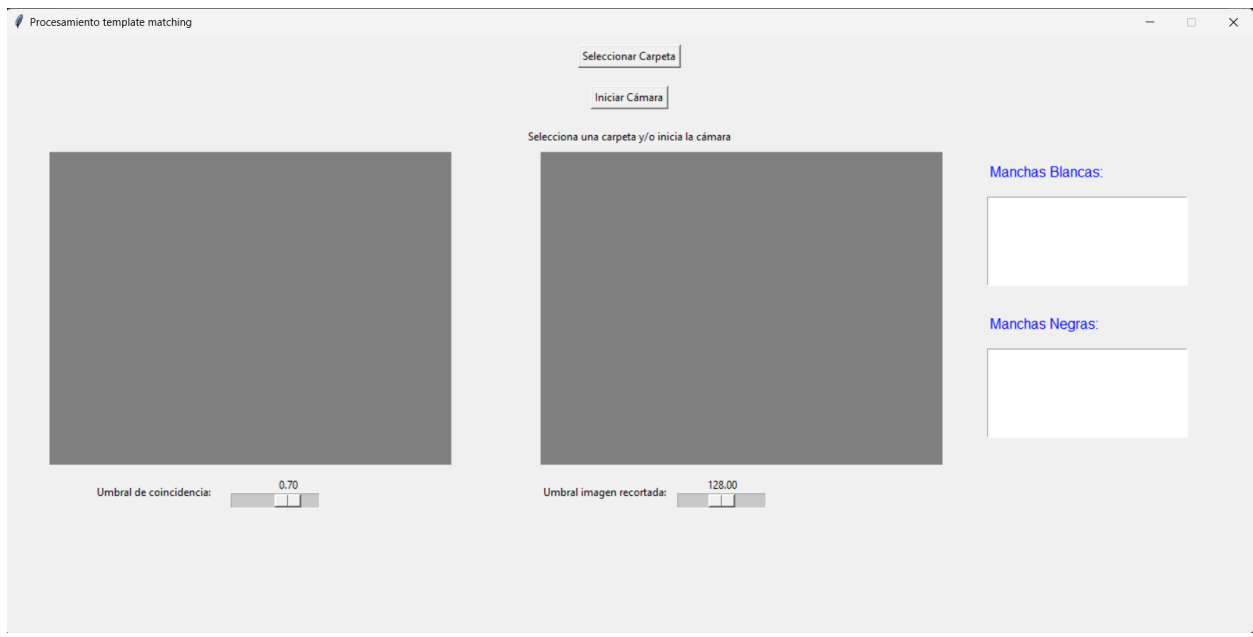 Procesamiento template matching
Seleccionar Carpeta
Iniciar Cámara
Selecciona una carpeta y/o inicia la cámara
Manchas Blancas:
Manchas Negras:
Umbral de coincidencia:
0.70
Umbral imagen recortada:
128.00